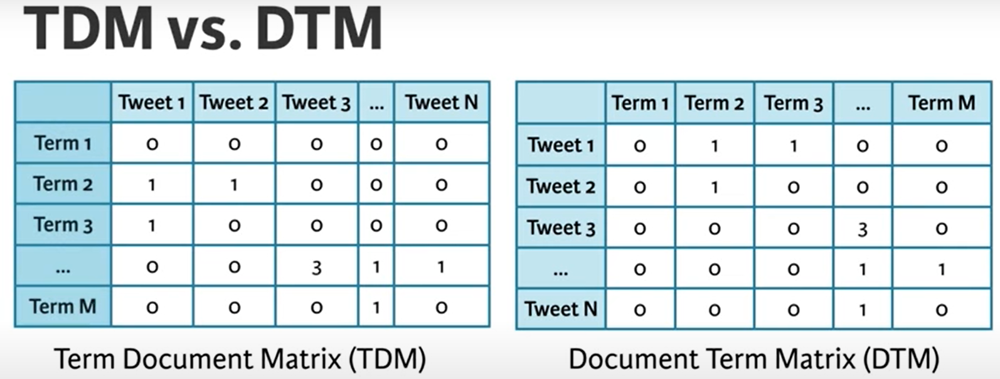 TDM vs. DTM
Tweet 1 Tweet 2 Tweet 3 ... Tweet N
Term 1 0 0 0 0 0
Term 2 1 1 0 0 0
Term 3 1 0 0 0 0
... 0 0 3 1 1
Term M 0 0 0 1 0
Term Document Matrix (TDM)
Term 1 Term 2 Term 3 ... Term M
Tweet 1 0 1 1 0 0
Tweet 2 0 1 0 0 0
Tweet 3 0 0 0 3 0
... 0 0 0 1 1
Tweet N 0 0 0 1 0
Document Term Matrix (DTM)